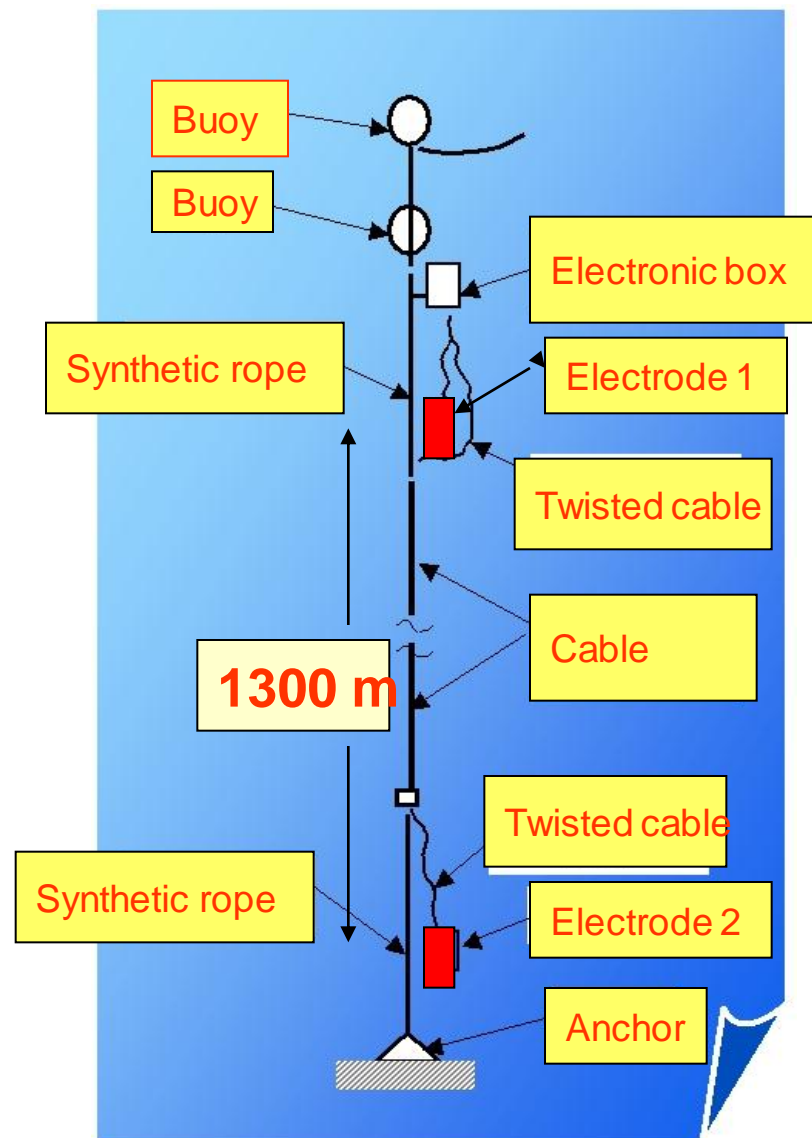 Buoy
Buoy
Electronic box
Synthetic rope
Electrode 1
Twisted cable
Cable
1300 m
Twisted cable
Synthetic rope
Electrode 2
Anchor